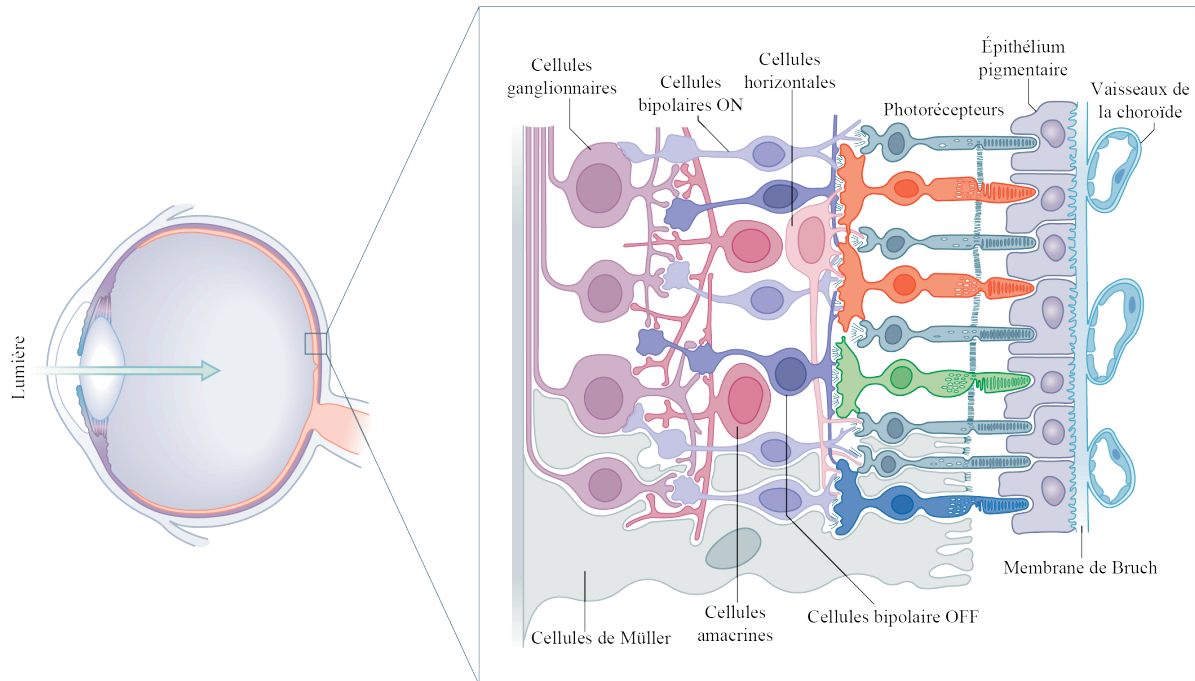 Lumière
Cellules
ganglionnaires
Cellules
bipolaires ON
Cellules
horizontales
Photorécepteurs
Épithélium
pigmentaire
Vaisseaux de
la choroïde
Cellules de Müller
Cellules
amacrines
Cellules bipolaire OFF
Membrane de Bruch